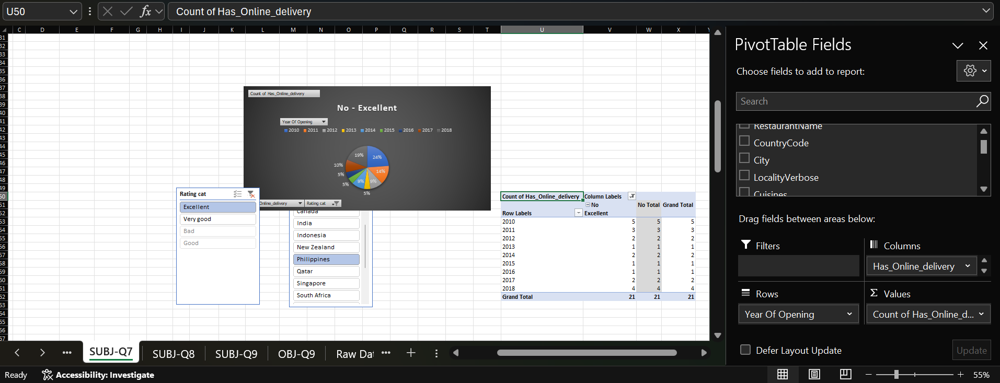 U50
fx
Count of Has_Online_delivery
C D E F G H I J K L M N O P Q R S T U V W X
31
32
33
34
35
36
37
38
39
40
41
42
43
44
45
46
47
48
49
50
51
52
53
54
55
56
57
58
59
60
61
62
63
64
65
66
67
Count of Has_Online_delivery
No - Excellent
Year Of Opening
2010 2011 2012 2013 2014 2015 2016 2017 2018
19%
24%
10%
14%
5%
9%
9%
5%
5%
Online_delivery
Rating cat
Rating cat
Excellent
Very good
Bad
Good
Canada
India
Indonesia
New Zealand
Philippines
Qatar
Singapore
South Africa
Count of Has_Online_delivery Column Labels
No No Total Grand Total
Row Labels Excellent
2010 5 5 5
2011 3 3 3
2012 2 2 2
2013 1 1 1
2014 2 2 2
2015 1 1 1
2016 1 1 1
2017 2 2 2
2018 4 4 4
Grand Total 21 21 21
PivotTable Fields
Choose fields to add to report:
Search
RestaurantName
CountryCode
City
LocalityVerbose
Cuisines
Drag fields between areas below:
Filters
Columns
Has_Online_delivery
Rows
Σ Values
Year Of Opening
Count of Has_Online_d...
Defer Layout Update
Update
SUBJ-Q7 SUBJ-Q8 SUBJ-Q9 OBJ-Q9 Raw Dat
Ready
Accessibility: Investigate
55%